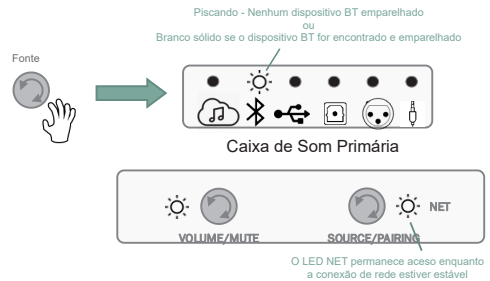 Piscando - Nenhum dispositivo BT emparelhado
ou
Branco sólido se o dispositivo BT for encontrado e emparelhado
Fonte
Caixa de Som Primária
NET
VOLUME/MUTE
SOURCE/PAIRING
O LED NET permanece aceso enquanto
a conexão de rede estiver estável